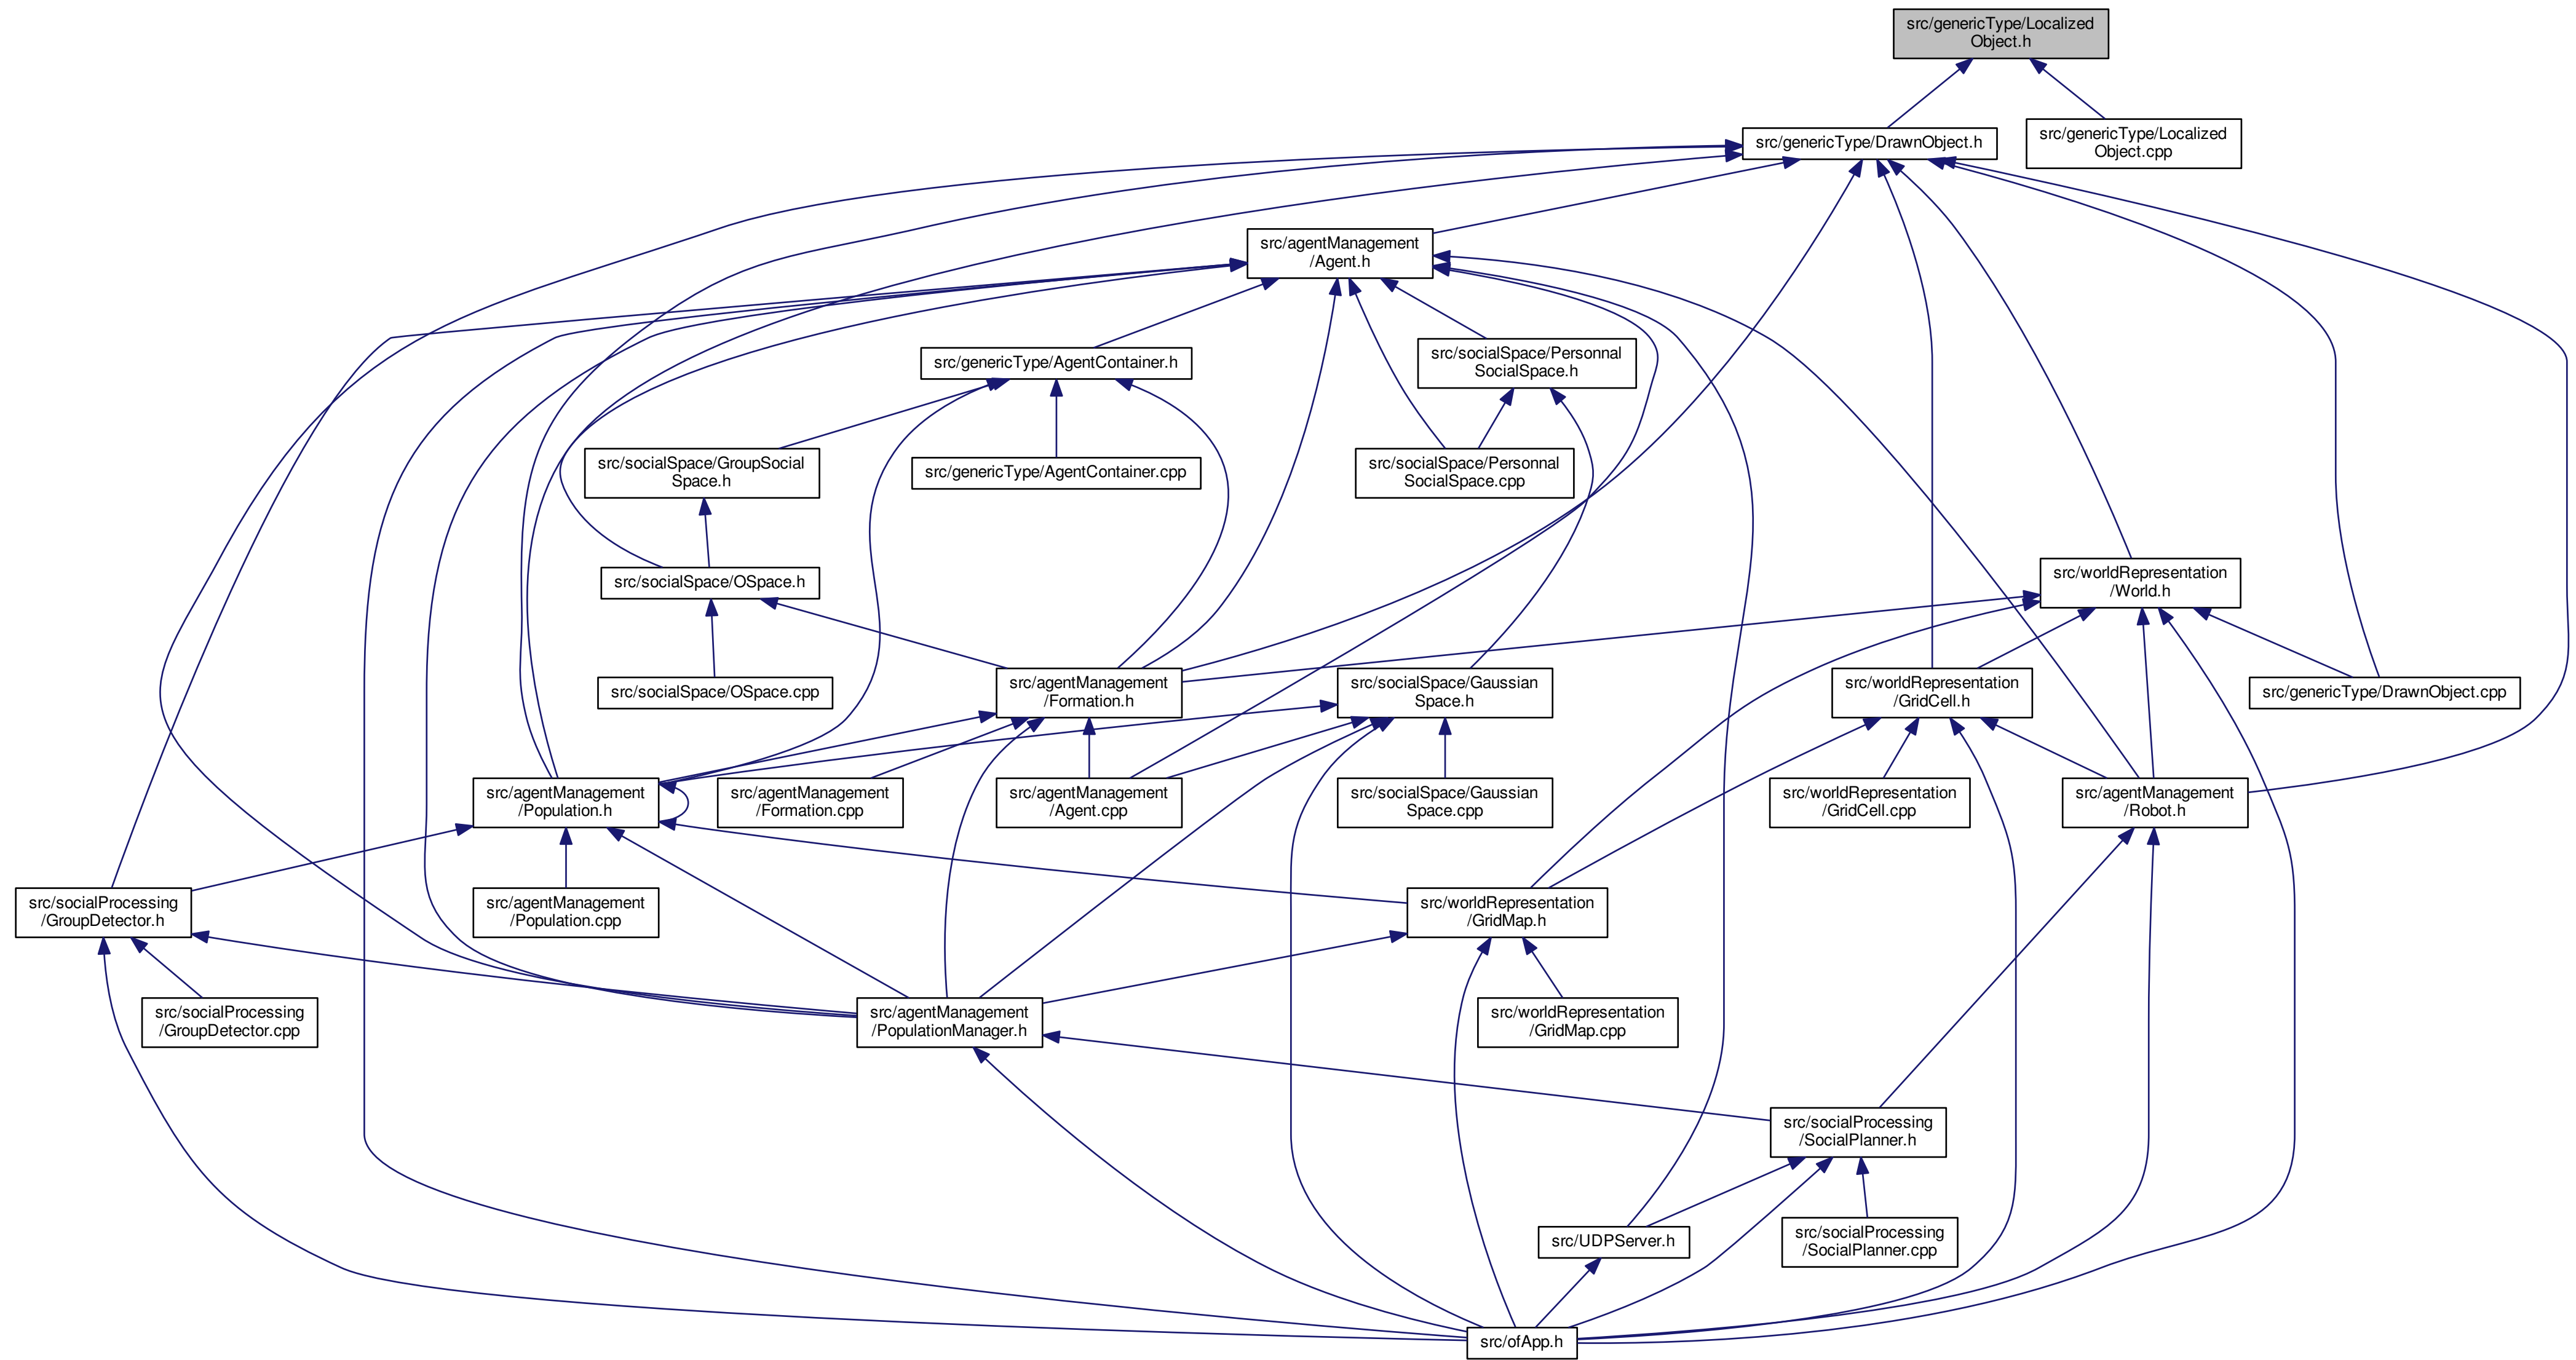 src/genericType/Localized
Object.h
src/genericType/DrawnObject.h
src/genericType/Localized
Object.cpp
src/agentManagement
/Agent.h
src/genericType/AgentContainer.h
src/socialSpace/Personnal
SocialSpace.h
src/socialSpace/GroupSocial
Space.h
src/genericType/AgentContainer.cpp
src/socialSpace/Personnal
SocialSpace.cpp
src/socialSpace/OSpace.h
src/worldRepresentation
/World.h
src/socialSpace/OSpace.cpp
src/agentManagement
/Formation.h
src/socialSpace/Gaussian
Space.h
src/worldRepresentation
/GridCell.h
src/genericType/DrawnObject.cpp
src/agentManagement
/Population.h
src/agentManagement
/Formation.cpp
src/agentManagement
/Agent.cpp
src/socialSpace/Gaussian
Space.cpp
src/worldRepresentation
/GridCell.cpp
src/agentManagement
/Robot.h
src/socialProcessing
/GroupDetector.h
src/agentManagement
/Population.cpp
src/worldRepresentation
/GridMap.h
src/socialProcessing
/GroupDetector.cpp
src/agentManagement
/PopulationManager.h
src/worldRepresentation
/GridMap.cpp
src/socialProcessing
/SocialPlanner.h
src/UDPServer.h
src/socialProcessing
/SocialPlanner.cpp
src/ofApp.h